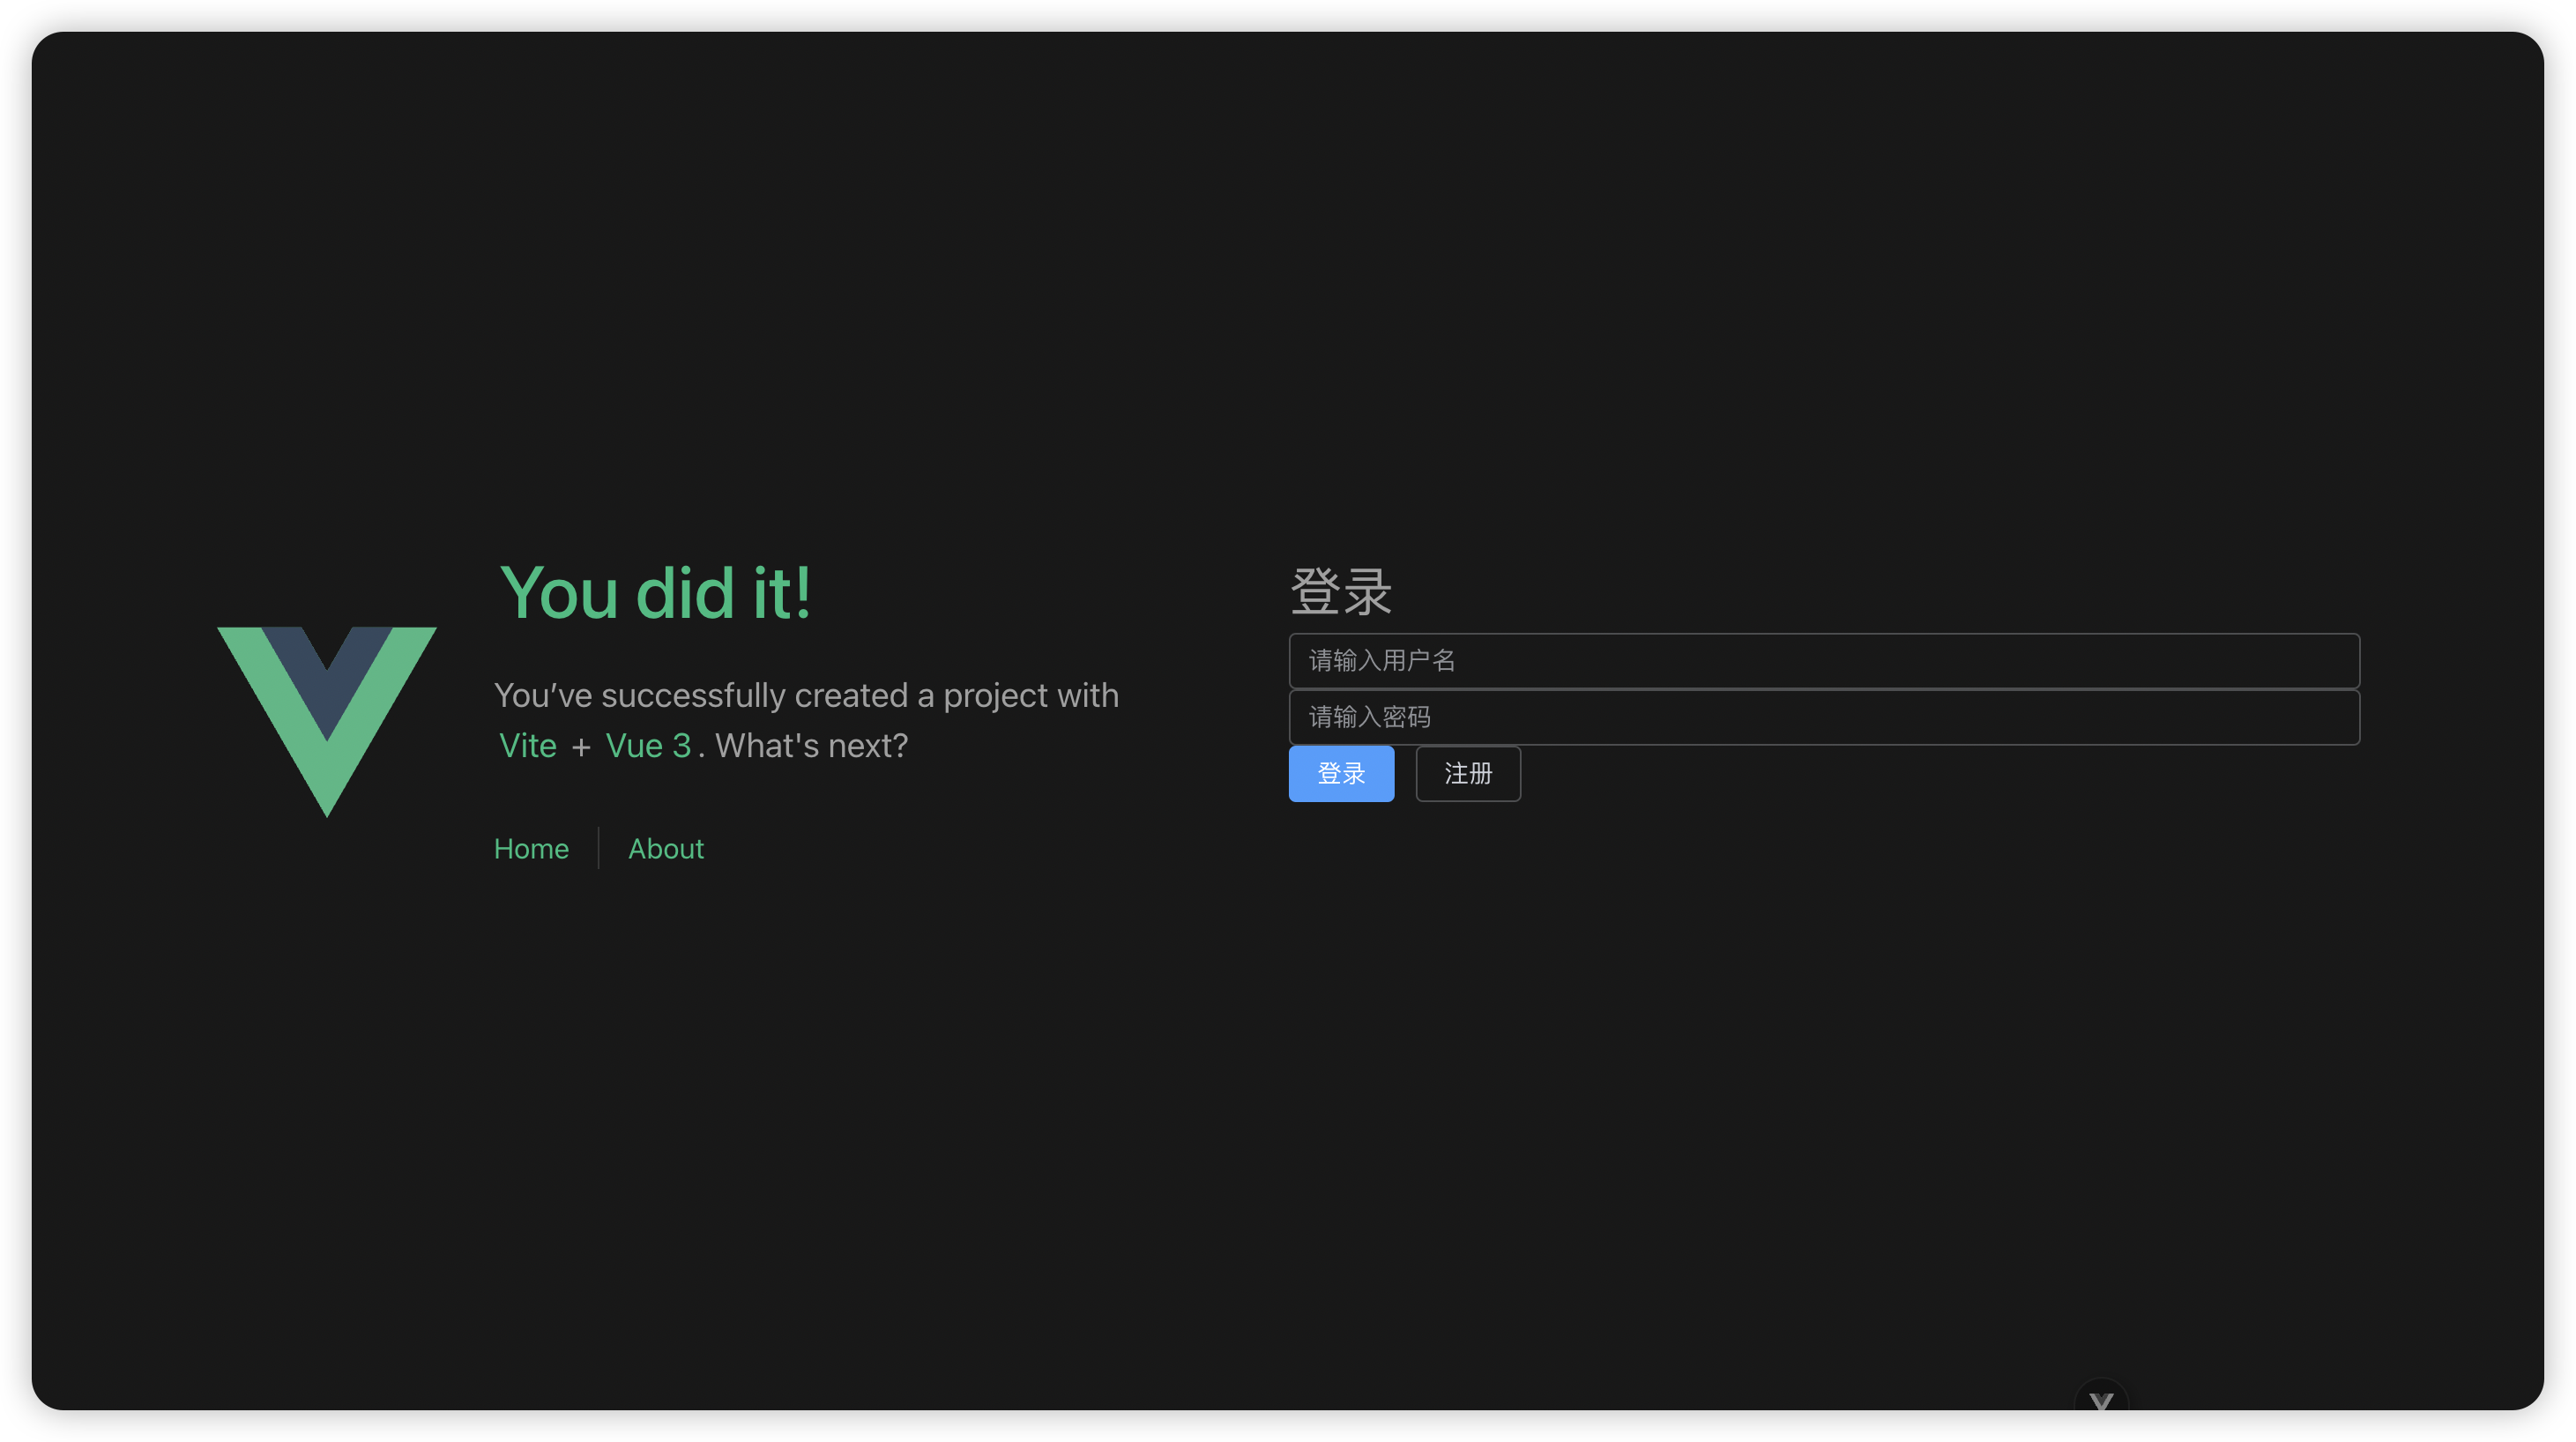 You did it!
You’ve successfully created a project with
Vite + Vue 3. What's next?
Home
About
登录
请输入用户名
请输入密码
登录
注册